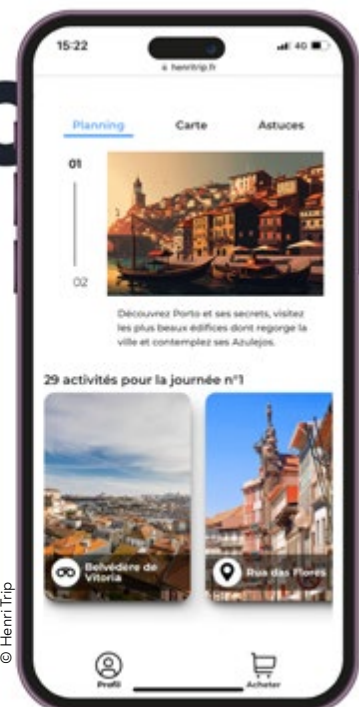 15:22
4G
henritrip.fr
Planning
Carte
Astuces
01
02
Découvrez Porto et ses secrets, visitez
les plus beaux édifices dont regorge la
ville et contemplez ses Azulejos.
29 activités pour la journée n°1
Belvédère de
Vitoria
Rua das Flores
Profil
Acheter
© Henri Trip